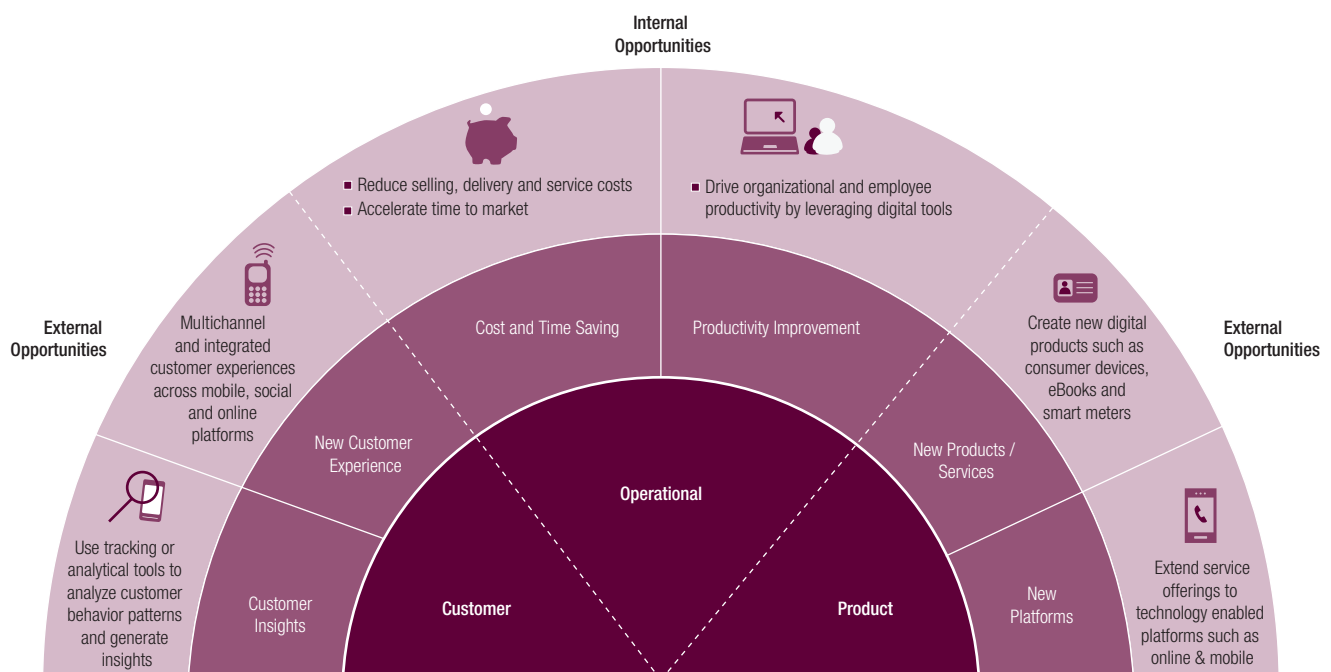 Internal
Opportunities
Reduce selling, delivery and service costs
Accelerate time to market
Drive organizational and employee
productivity by leveraging digital tools
External
Opportunities
Multichannel
and integrated
customer experiences
across mobile, social
and online
platforms
Cost and Time Saving
Productivity Improvement
Create new digital
products such as
consumer devices,
eBooks and
smart meters
External
Opportunities
New Customer
Experience
New Products /
Services
Operational
Use tracking or
analytical tools to
analyze customer
behavior patterns
and generate
insights
Customer
Insights
Customer
Product
New
Platforms
Extend service
offerings to
technology enabled
platforms such as
online & mobile